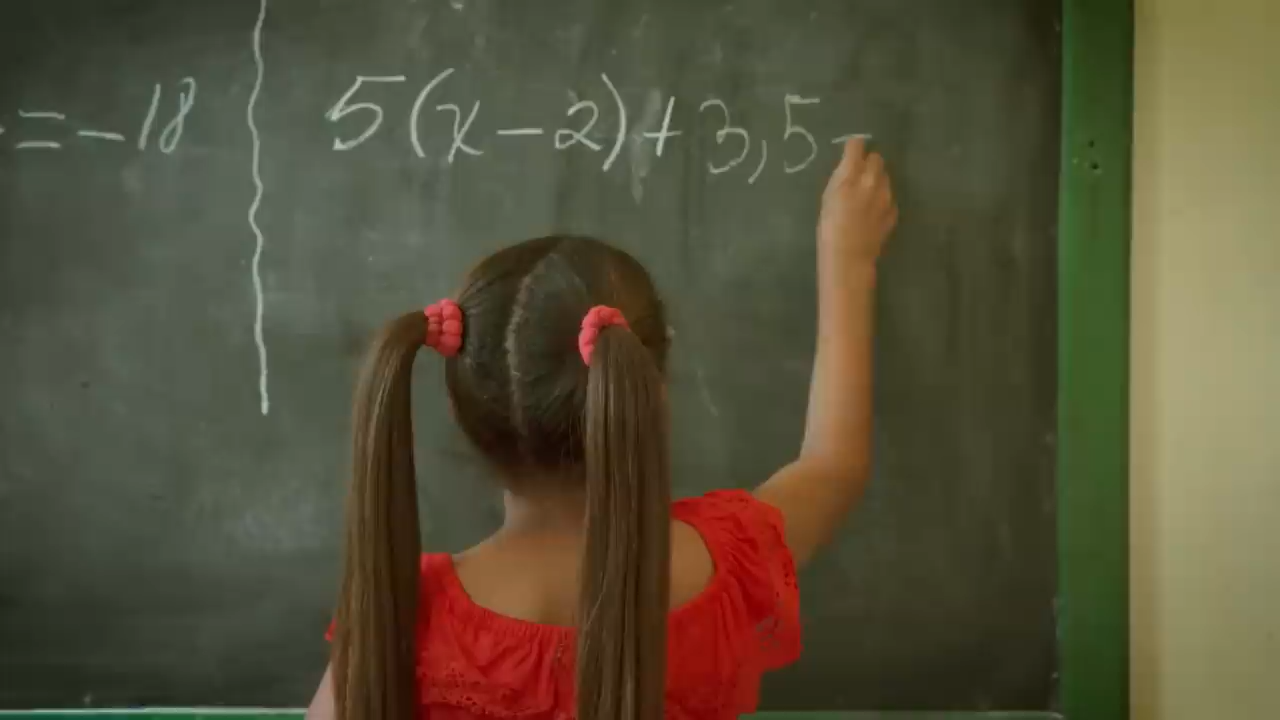 = -18
5(x-2)+3,5-